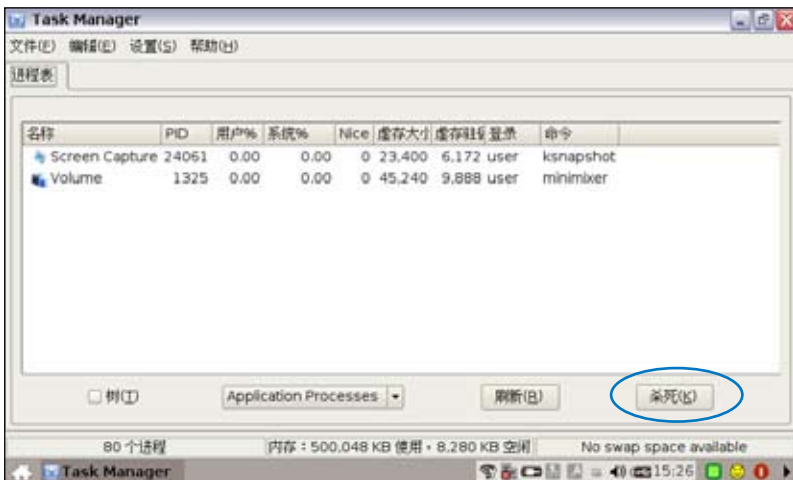 Task Manager
文件(F) 编辑(E) 设置(S) 帮助(H)
进程表
名称 PID 用户% 系统% Nice 虚存大小 虚存驻 登录 命令
Screen Capture 24061 0.00 0.00 0 23,400 6,172 user ksnapshot
Volume 1325 0.00 0.00 0 45,240 9,888 user minimixer
树(T) Application Processes 刷新(R) 杀死(K)
80 个进程 内存：500,048 KB 使用，8,280 KB 空闲 No swap space available
Task Manager 15:26